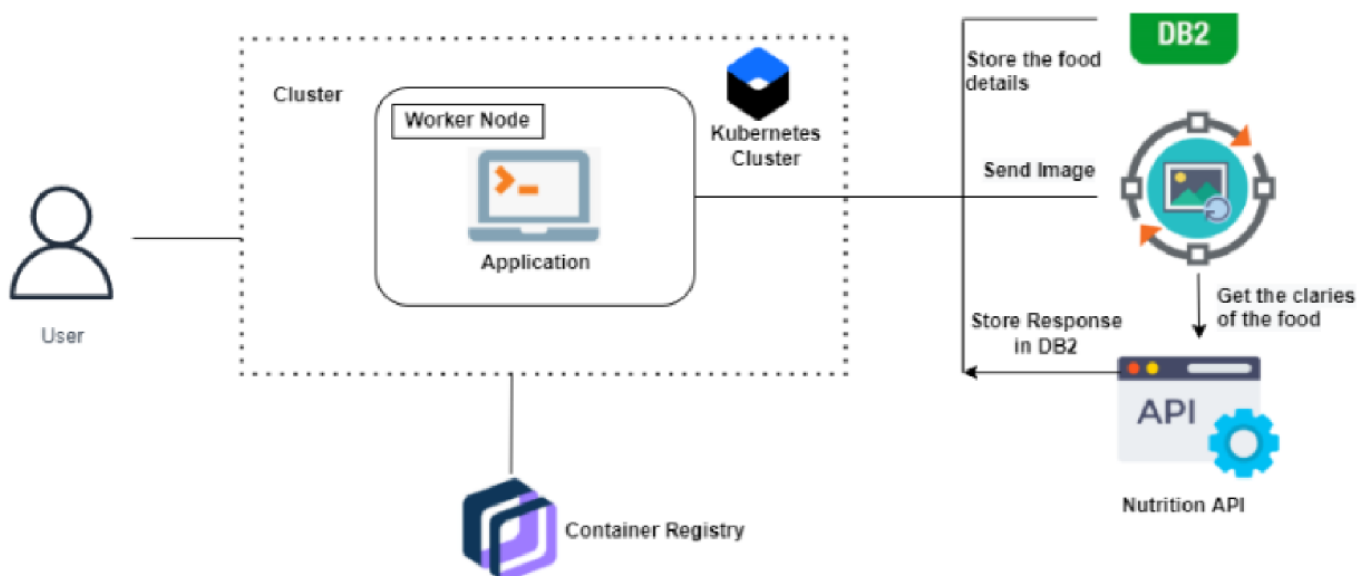 DB2
Store the food
details
Cluster
Worker Node
Kubernetes
Cluster
Send Image
Application
User
Get the claries
of the food
Store Response
in DB2
API
Nutrition API
Container Registry